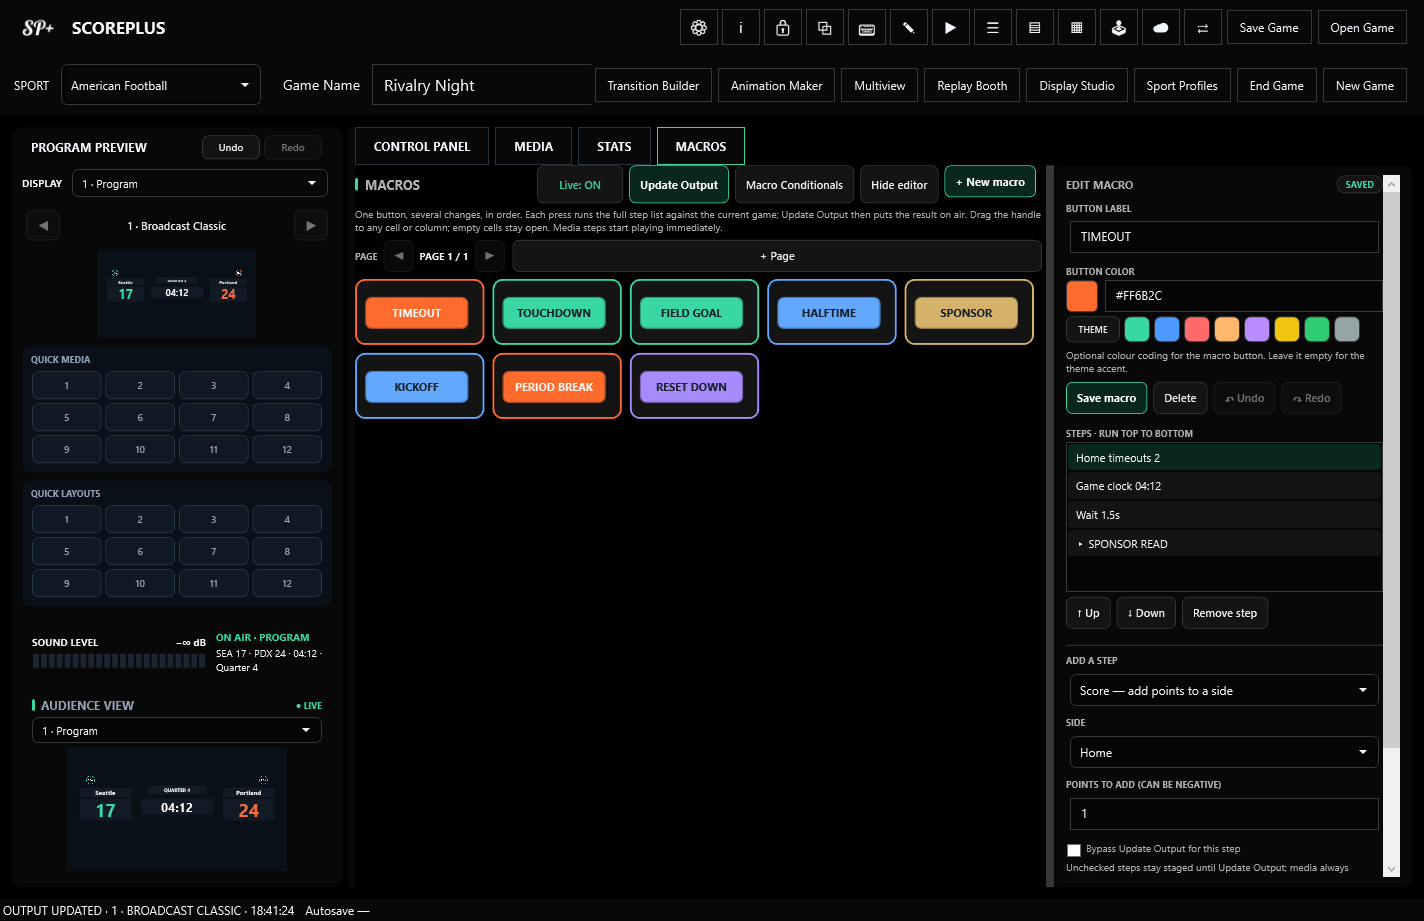 SP+ SCOREPLUS
i
Save Game
Open Game
SPORT
American Football
Game Name
Rivalry Night
Transition Builder
Animation Maker
Multiview
Replay Booth
Display Studio
Sport Profiles
End Game
New Game
PROGRAM PREVIEW
Undo
Redo
DISPLAY
1 · Program
1 · Broadcast Classic
Seattle
17
QUARTER 4
04:12
Portland
24
QUICK MEDIA
1 2 3 4
5 6 7 8
9 10 11 12
QUICK LAYOUTS
1 2 3 4
5 6 7 8
9 10 11 12
SOUND LEVEL
−∞ dB
ON AIR · PROGRAM
SEA 17 · PDX 24 · 04:12 ·
Quarter 4
AUDIENCE VIEW
• LIVE
1 · Program
Seattle
17
QUARTER 4
04:12
Portland
24
CONTROL PANEL
MEDIA
STATS
MACROS
MACROS
Live: ON
Update Output
Macro Conditionals
Hide editor
+ New macro
One button, several changes, in order. Each press runs the full step list against the current game; Update Output then puts the result on air. Drag the handle
to any cell or column; empty cells stay open. Media steps start playing immediately.
PAGE
PAGE 1 / 1
+ Page
TIMEOUT
TOUCHDOWN
FIELD GOAL
HALFTIME
SPONSOR
KICKOFF
PERIOD BREAK
RESET DOWN
EDIT MACRO
SAVED
BUTTON LABEL
TIMEOUT
BUTTON COLOR
#FF6B2C
THEME
Optional colour coding for the macro button. Leave it empty for the
theme accent.
Save macro
Delete
↶ Undo
↷ Redo
STEPS · RUN TOP TO BOTTOM
Home timeouts 2
Game clock 04:12
Wait 1.5s
‣ SPONSOR READ
↑ Up
↓ Down
Remove step
ADD A STEP
Score — add points to a side
SIDE
Home
POINTS TO ADD (CAN BE NEGATIVE)
1
Bypass Update Output for this step
Unchecked steps stay staged until Update Output; media always
OUTPUT UPDATED · 1 · BROADCAST CLASSIC · 18:41:24 Autosave —